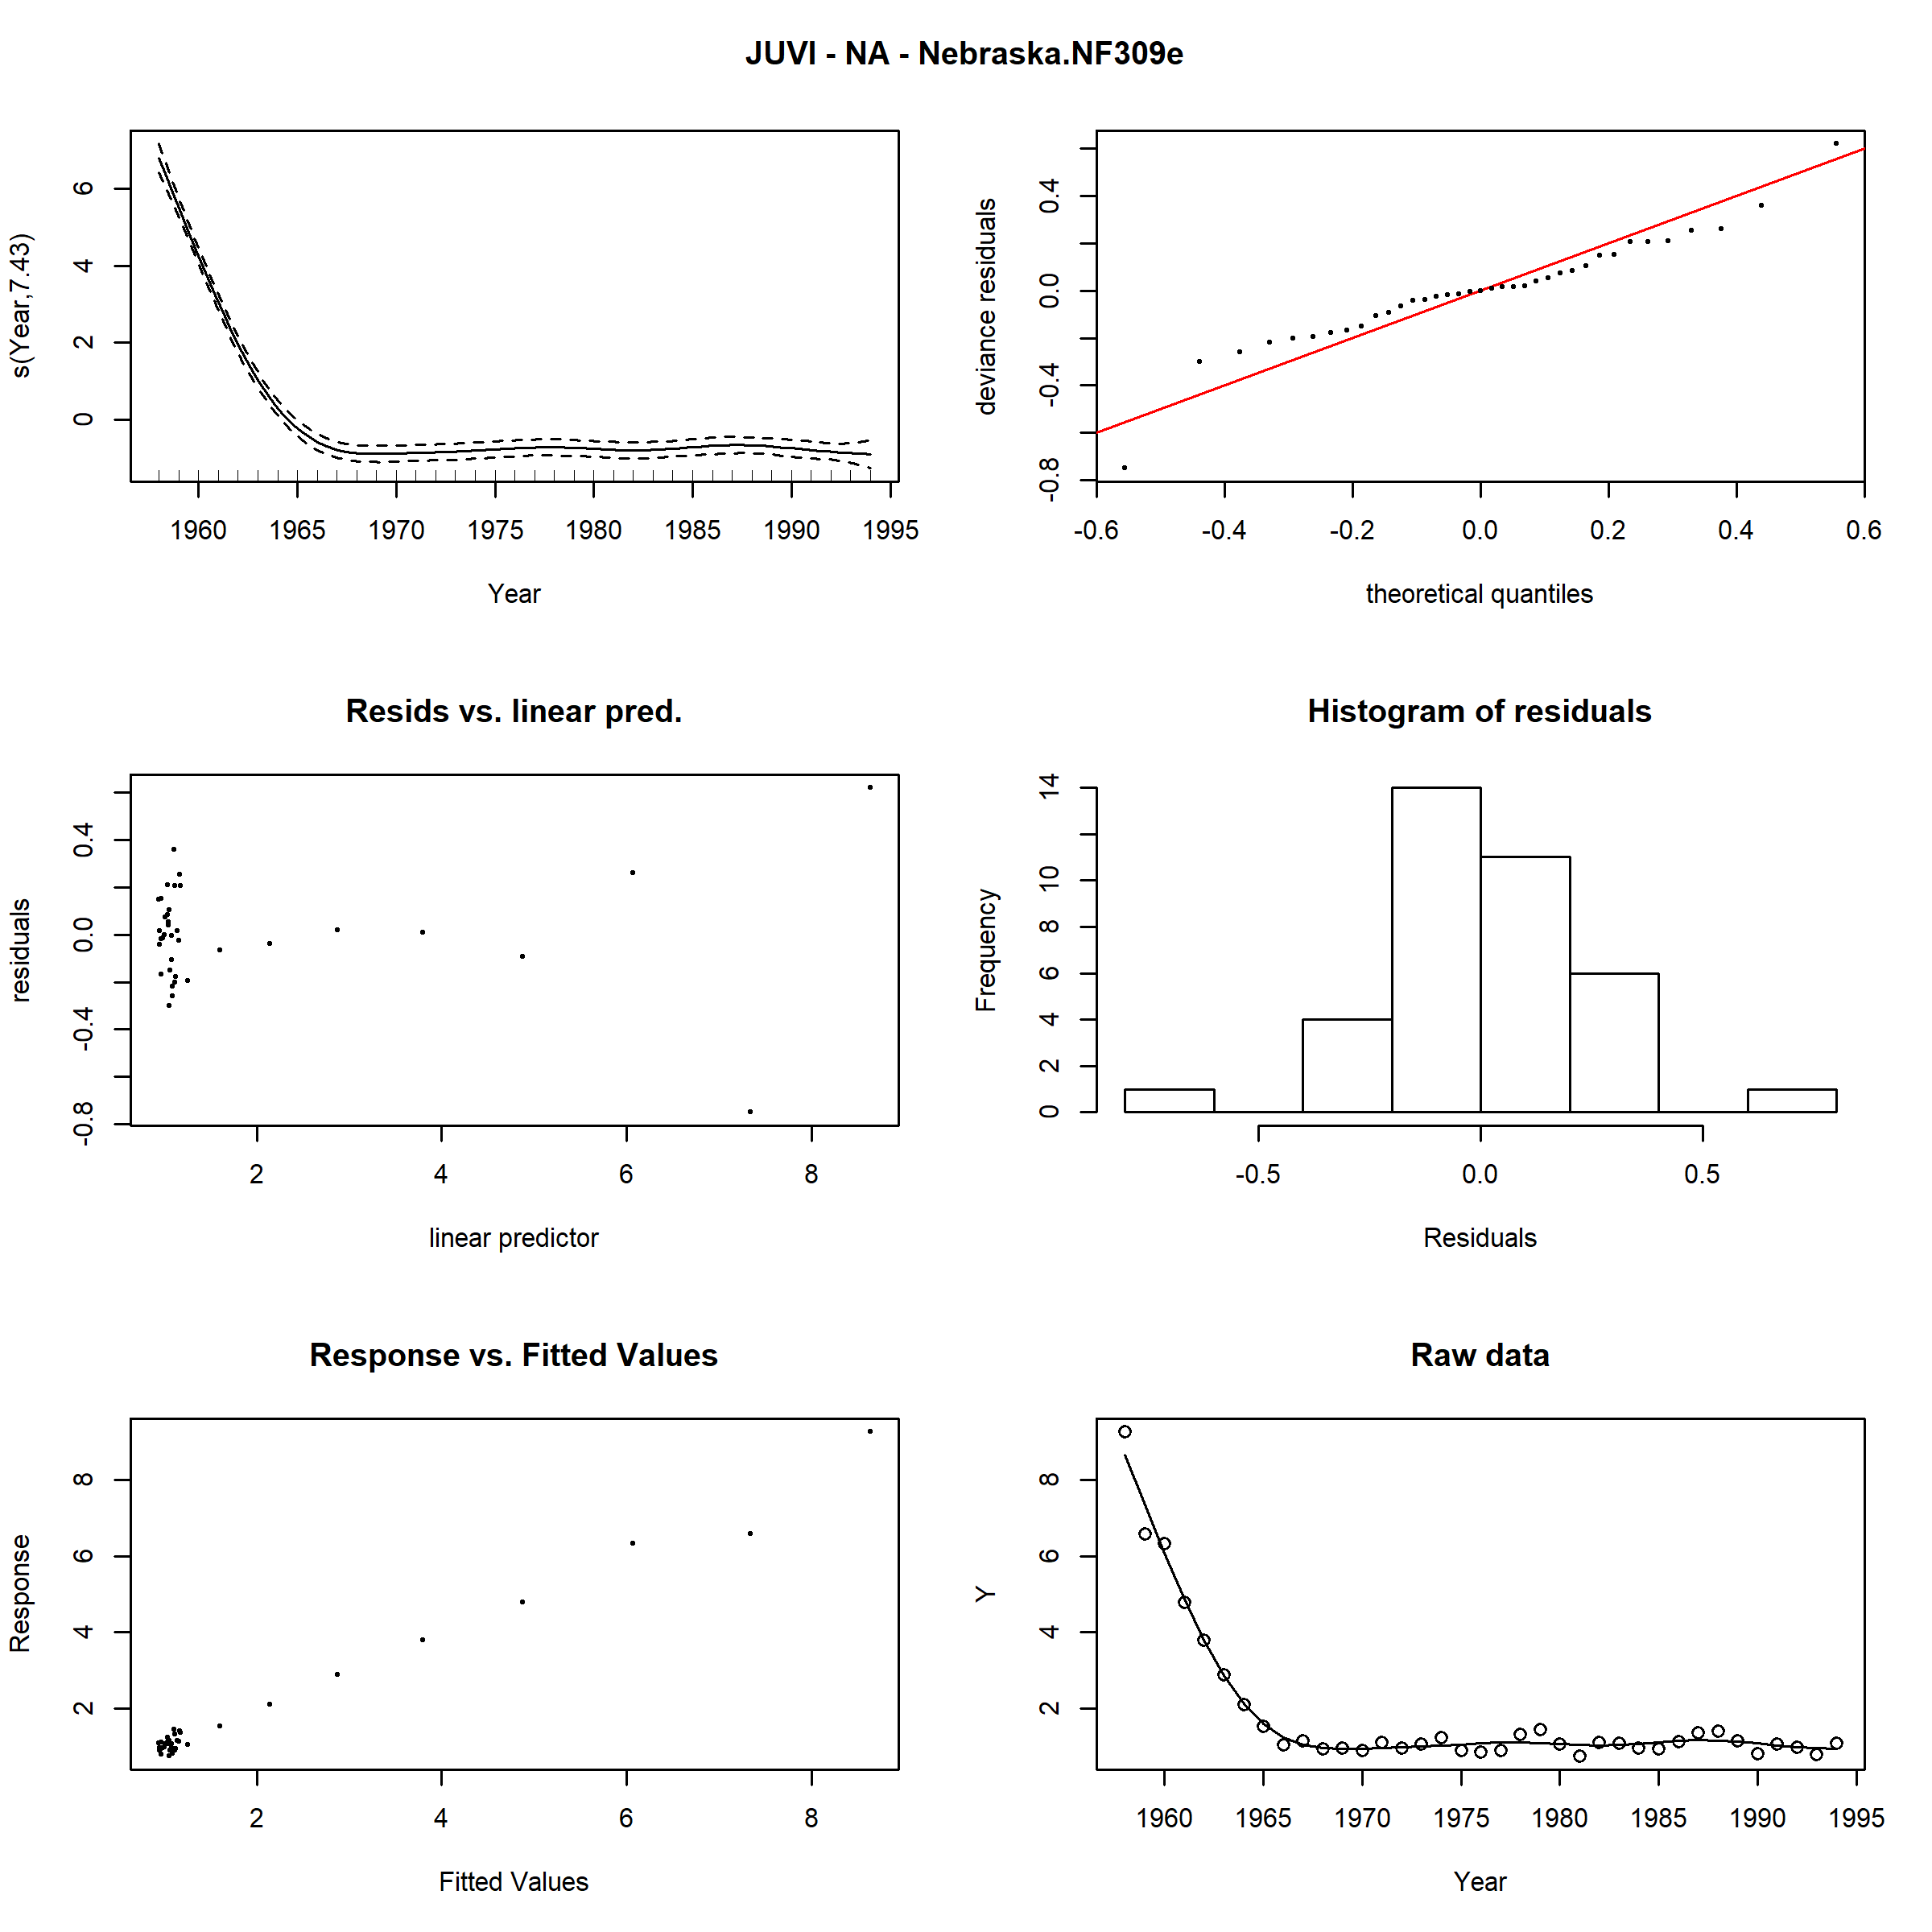 JUVI - NA - Nebraska.NF309e
s(Year,7.43)
6
4
2
0
1960 1965 1970 1975 1980 1985 1990 1995
Year
deviance residuals
0.4
0.0
-0.4
-0.8
-0.6 -0.4 -0.2 0.0 0.2 0.4 0.6
theoretical quantiles
Resids vs. linear pred.
residuals
0.4
0.0
-0.4
-0.8
2 4 6 8
linear predictor
Histogram of residuals
Frequency
14
10
8
6
4
2
0
-0.5 0.0 0.5
Residuals
Response vs. Fitted Values
Response
8
6
4
2
2 4 6 8
Fitted Values
Raw data
Y
8
6
4
2
1960 1965 1970 1975 1980 1985 1990 1995
Year